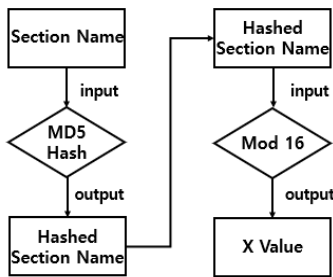 Section Name
input
MD5
Hash
output
Hashed
Section Name
Hashed
Section Name
input
Mod 16
output
X Value